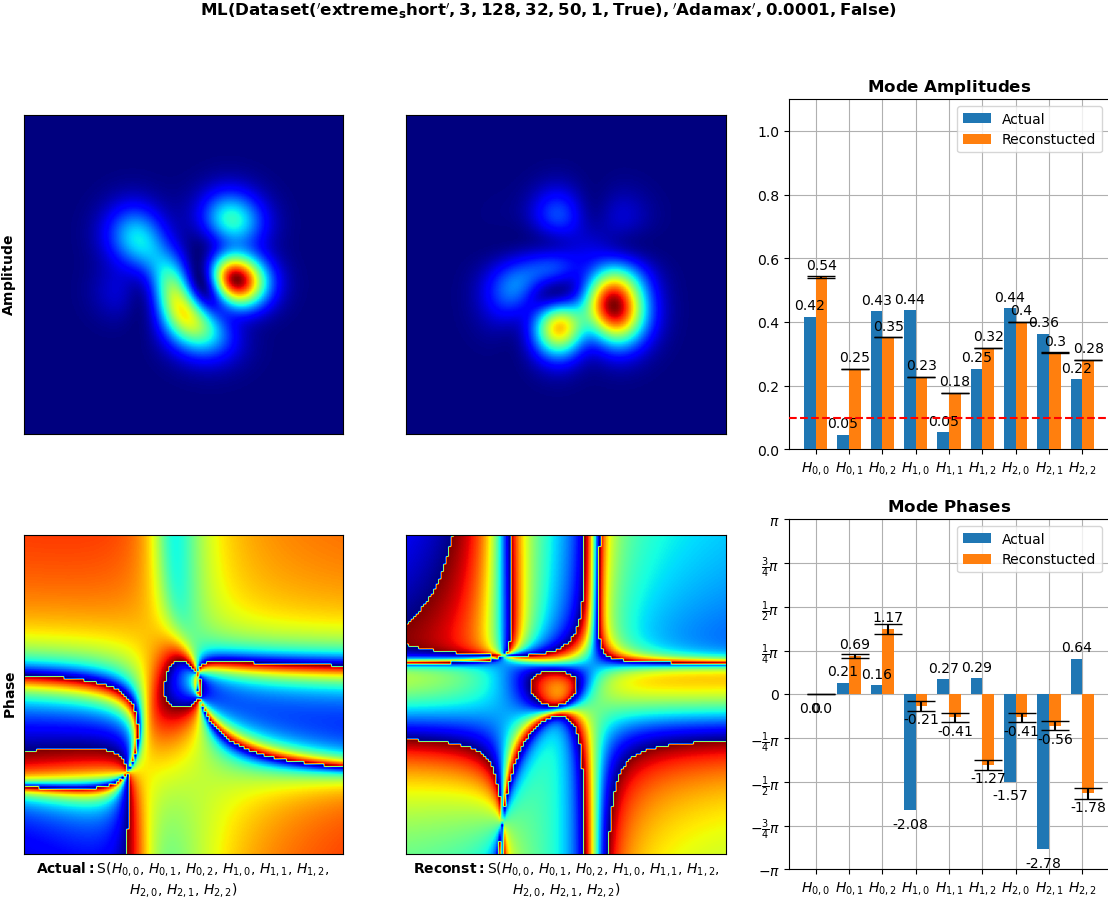 ML(Dataset('extreme_short', 3, 128, 32, 50, 1, True), 'Adamax', 0.0001, False)
Amplitude
Mode Amplitudes
Actual
Reconstucted
1.0
0.8
0.6
0.4
0.2
0.0
0.42 0.54 0.05 0.25 0.43 0.35 0.44 0.23 0.05 0.18 0.25 0.32 0.44 0.4 0.36 0.3 0.22 0.28
H0,0 H0,1 H0,2 H1,0 H1,1 H1,2 H2,0 H2,1 H2,2
Phase
Mode Phases
Actual
Reconstucted
π
3/4π
1/2π
1/4π
0
−1/4π
−1/2π
−3/4π
−π
0.0 0.0 0.21 0.69 0.16 1.17 -2.08 -0.21 0.27 -0.41 0.29 -1.27 -1.57 -0.41 -2.78 -0.56 0.64 -1.78
H0,0 H0,1 H0,2 H1,0 H1,1 H1,2 H2,0 H2,1 H2,2
Actual: S(H0,0, H0,1, H0,2, H1,0, H1,1, H1,2,
H2,0, H2,1, H2,2)
Reconst: S(H0,0, H0,1, H0,2, H1,0, H1,1, H1,2,
H2,0, H2,1, H2,2)